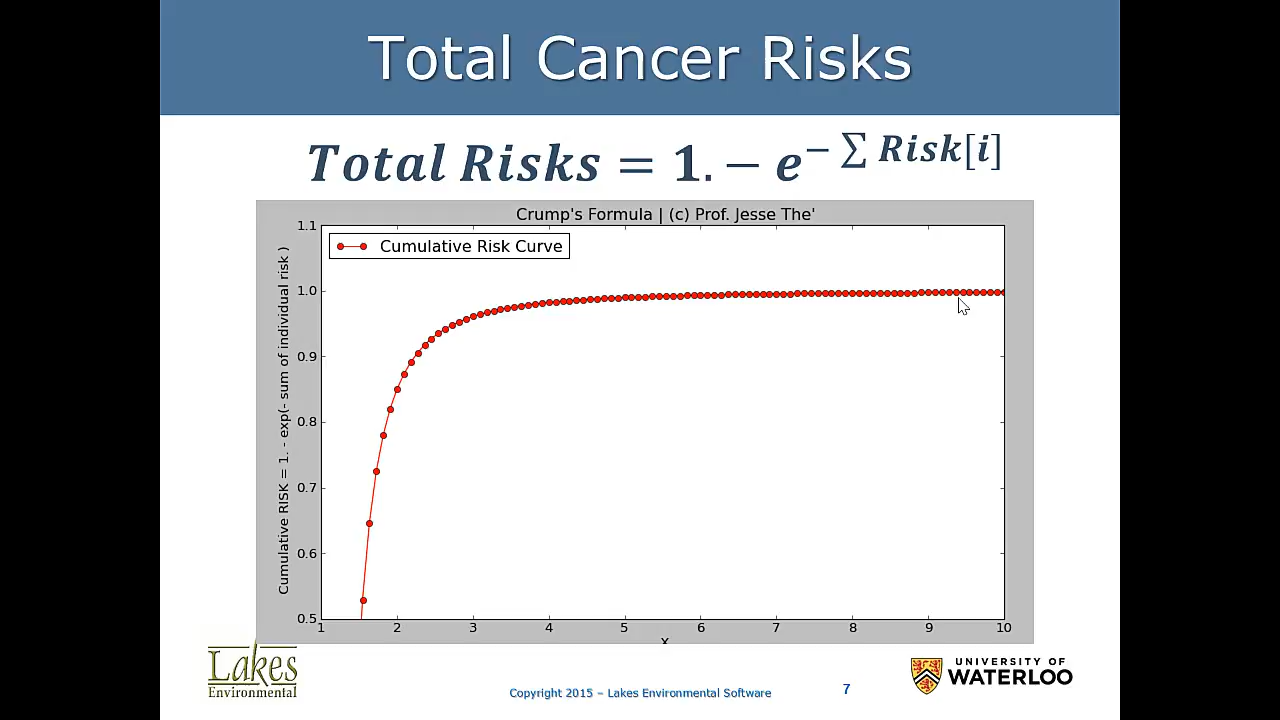 Total Cancer Risks
Total Risks = 1. − e^{− ∑ Risk[i]}
Crump's Formula | (c) Prof. Jesse The'
Cumulative Risk Curve
Cumulative RISK = 1. - exp(- sum of individual risk )
1.1
1.0
0.9
0.8
0.7
0.6
0.5
1 2 3 4 5 6 7 8 9 10
x
Lakes
Environmental
Copyright 2015 – Lakes Environmental Software
7
UNIVERSITY OF
WATERLOO